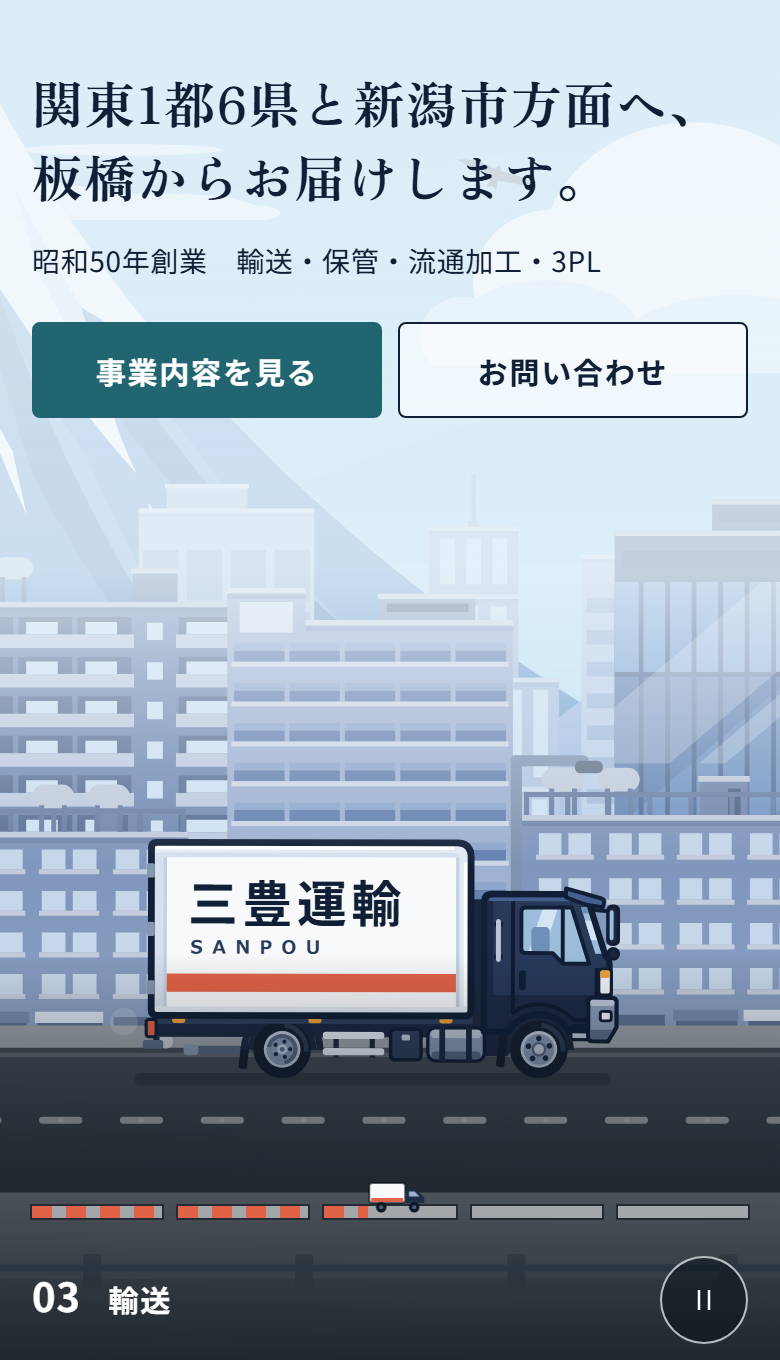 関東1都6県と新潟市方面へ、
板橋からお届けします。
昭和50年創業　輸送・保管・流通加工・3PL
事業内容を見る
お問い合わせ
三豊運輸
SANPOU
03 輸送